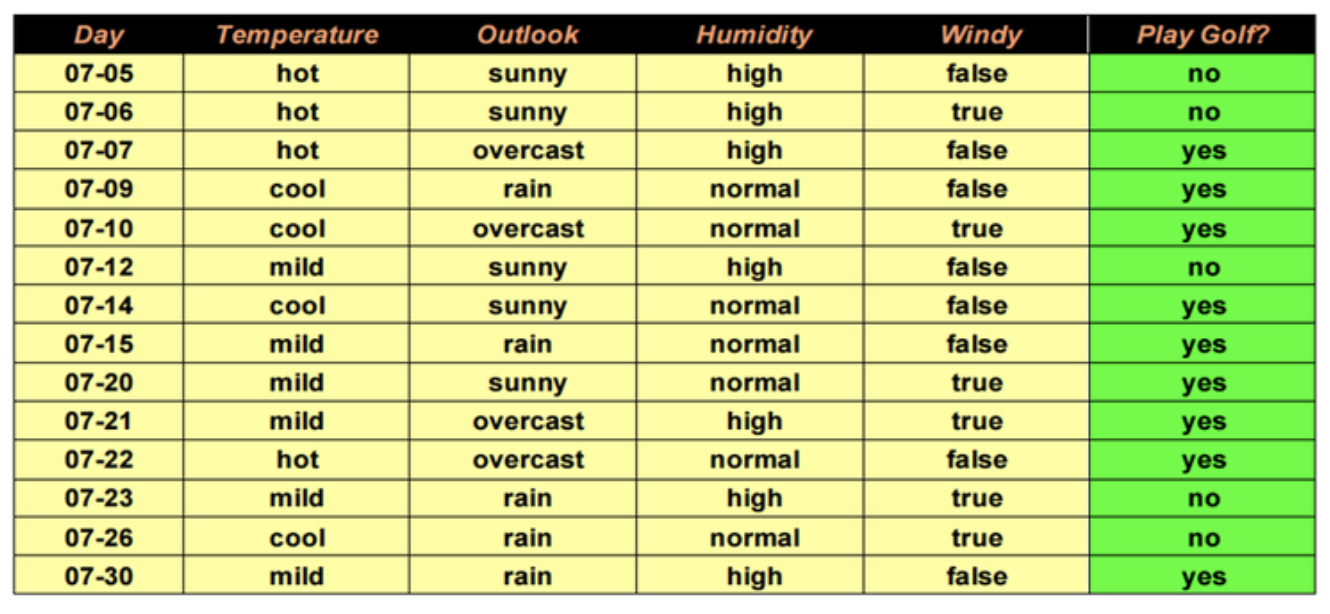 Day Temperature Outlook Humidity Windy Play Golf?
07-05 hot sunny high false no
07-06 hot sunny high true no
07-07 hot overcast high false yes
07-09 cool rain normal false yes
07-10 cool overcast normal true yes
07-12 mild sunny high false no
07-14 cool sunny normal false yes
07-15 mild rain normal false yes
07-20 mild sunny normal true yes
07-21 mild overcast high true yes
07-22 hot overcast normal false yes
07-23 mild rain high true no
07-26 cool rain normal true no
07-30 mild rain high false yes